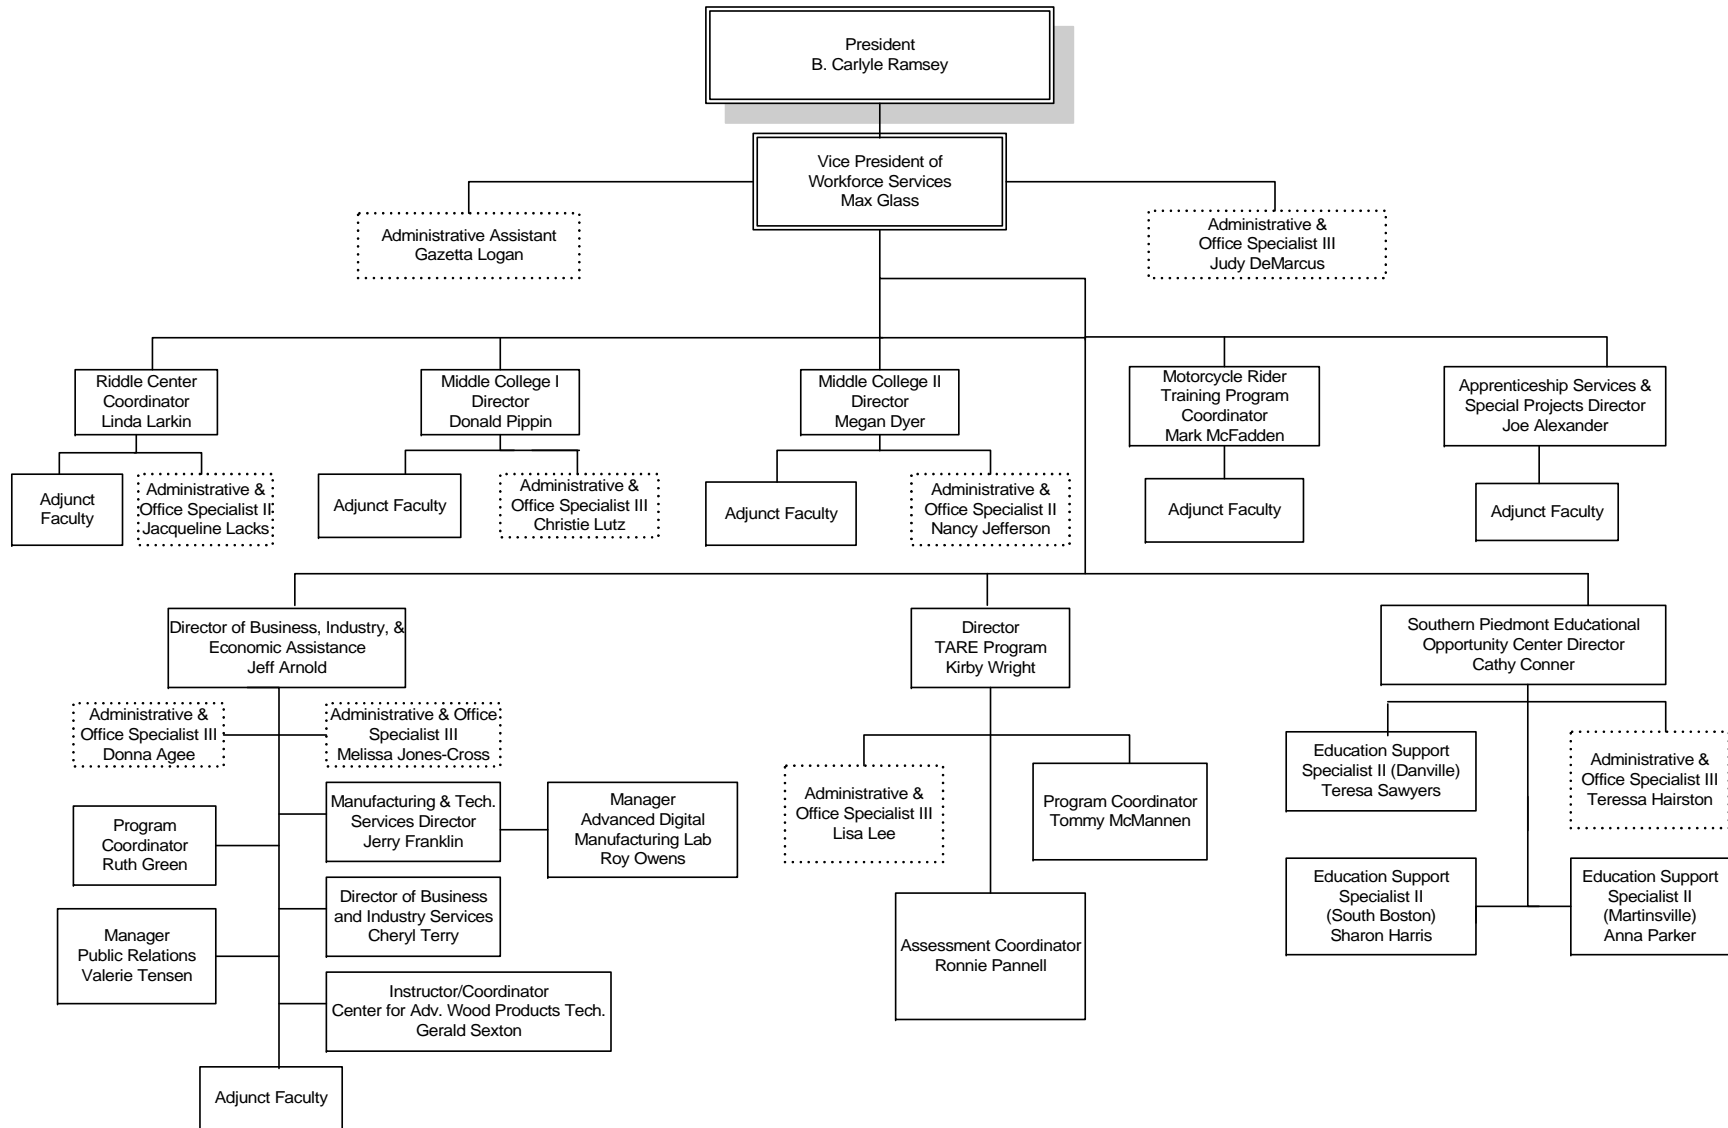 President
B. Carlyle Ramsey
Vice President of
Workforce Services
Max Glass
Administrative Assistant
Gazetta Logan
Administrative &
Office Specialist III
Judy DeMarcus
Riddle Center
Coordinator
Linda Larkin
Middle College I
Director
Donald Pippin
Middle College II
Director
Megan Dyer
Motorcycle Rider
Training Program
Coordinator
Mark McFadden
Apprenticeship Services &
Special Projects Director
Joe Alexander
Adjunct
Faculty
Administrative &
Office Specialist II
Jacqueline Lacks
Adjunct Faculty
Administrative &
Office Specialist III
Christie Lutz
Adjunct Faculty
Administrative &
Office Specialist II
Nancy Jefferson
Adjunct Faculty
Adjunct Faculty
Director of Business, Industry, &
Economic Assistance
Jeff Arnold
Director
TARE Program
Kirby Wright
Southern Piedmont Educational
Opportunity Center Director
Cathy Conner
Administrative &
Office Specialist III
Donna Agee
Administrative & Office
Specialist III
Melissa Jones-Cross
Program
Coordinator
Ruth Green
Manufacturing & Tech.
Services Director
Jerry Franklin
Manager
Advanced Digital
Manufacturing Lab
Roy Owens
Manager
Public Relations
Valerie Tensen
Director of Business
and Industry Services
Cheryl Terry
Instructor/Coordinator
Center for Adv. Wood Products Tech.
Gerald Sexton
Adjunct Faculty
Administrative &
Office Specialist III
Lisa Lee
Program Coordinator
Tommy McMannen
Assessment Coordinator
Ronnie Pannell
Education Support
Specialist II (Danville)
Teresa Sawyers
Administrative &
Office Specialist III
Teressa Hairston
Education Support
Specialist II
(South Boston)
Sharon Harris
Education Support
Specialist II
(Martinsville)
Anna Parker